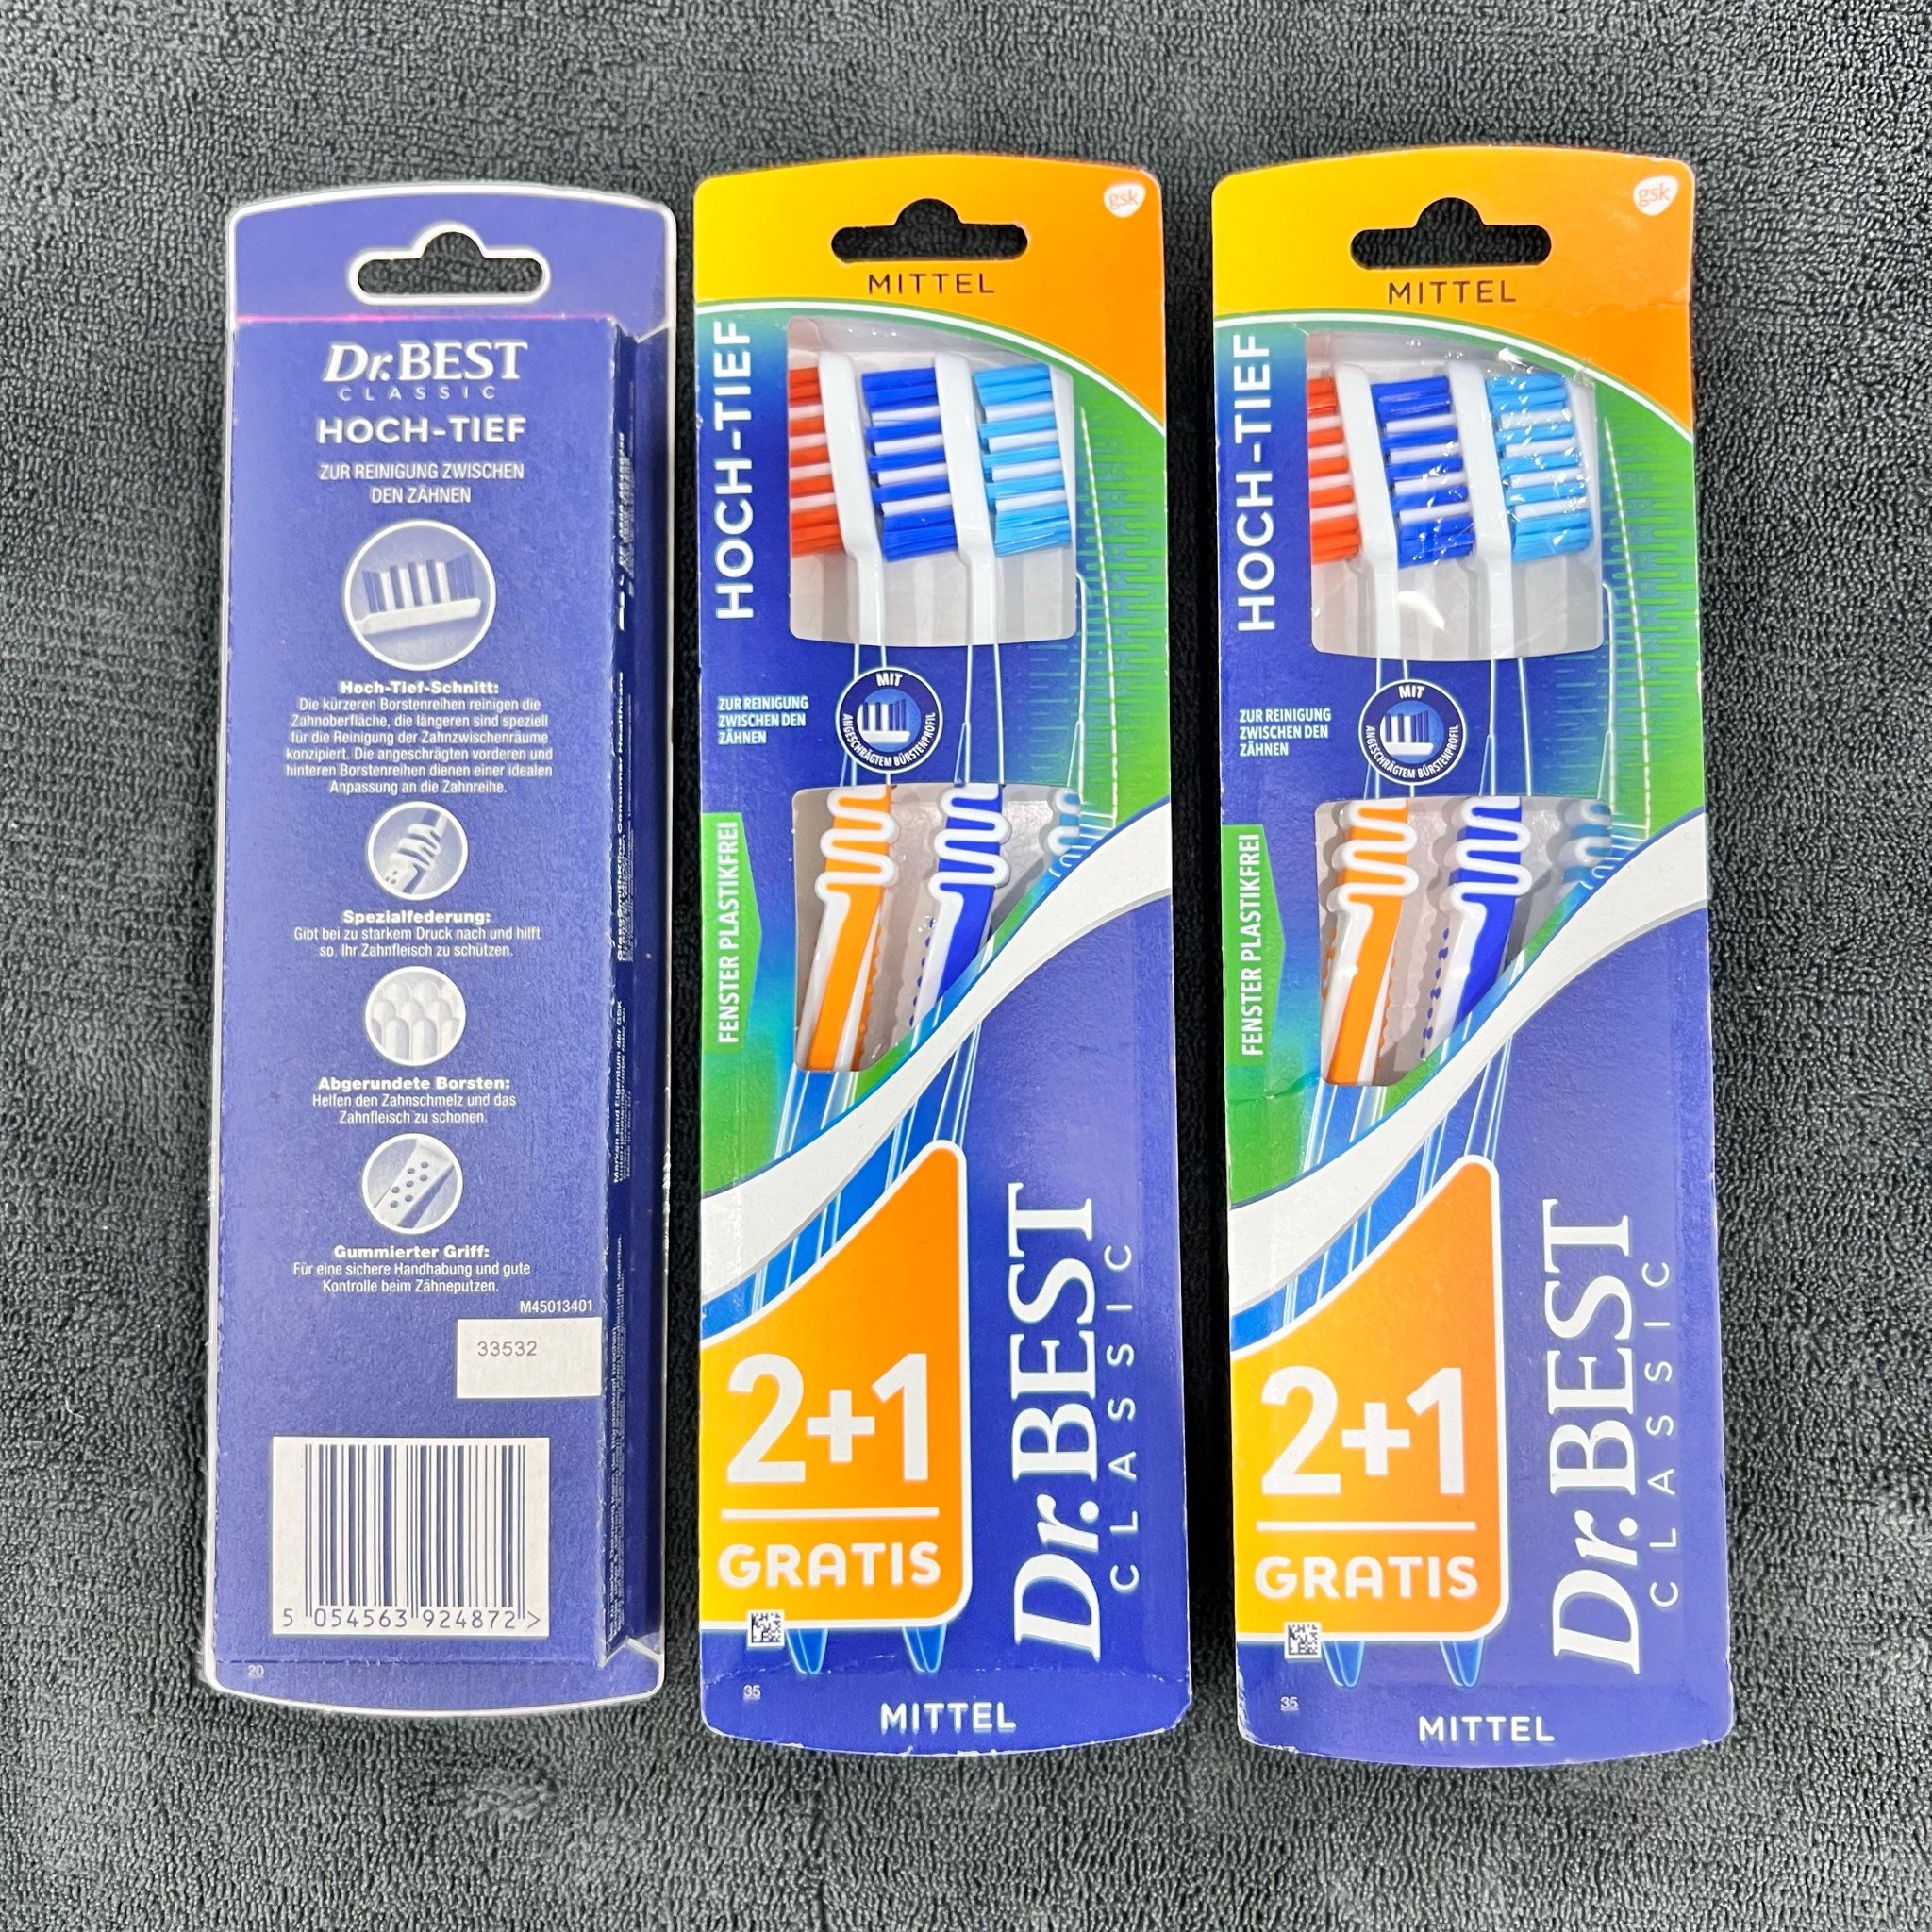 Dr.BEST
CLASSIC
HOCH-TIEF
ZUR REINIGUNG ZWISCHEN
DEN ZÄHNEN
Hoch-Tief-Schnitt:
Die kürzeren Borstenreihen reinigen die
Zahnoberfläche, die längeren sind speziell
für die Reinigung der Zahnzwischenräume
konzipiert. Die angeschrägten vorderen und
hinteren Borstenreihen dienen einer idealen
Anpassung an die Zahnreihe.
Spezialfederung:
Gibt bei zu starkem Druck nach und hilft
so, Ihr Zahnfleisch zu schützen.
Abgerundete Borsten:
Helfen den Zahnschmelz und das
Zahnfleisch zu schonen.
Gummierter Griff:
Für eine sichere Handhabung und gute
Kontrolle beim Zähneputzen.
M45013401
33532
5 054563 924872 >
20
gsk
MITTEL
HOCH-TIEF
ZUR REINIGUNG
ZWISCHEN DEN
ZÄHNEN
MIT
ANGESCHRÄGTEM BÜRSTENPROFIL
FENSTER PLASTIKFREI
2+1
GRATIS
Dr.BEST
CLASSIC
35
MITTEL
gsk
MITTEL
HOCH-TIEF
ZUR REINIGUNG
ZWISCHEN DEN
ZÄHNEN
MIT
ANGESCHRÄGTEM BÜRSTENPROFIL
FENSTER PLASTIKFREI
2+1
GRATIS
Dr.BEST
CLASSIC
35
MITTEL